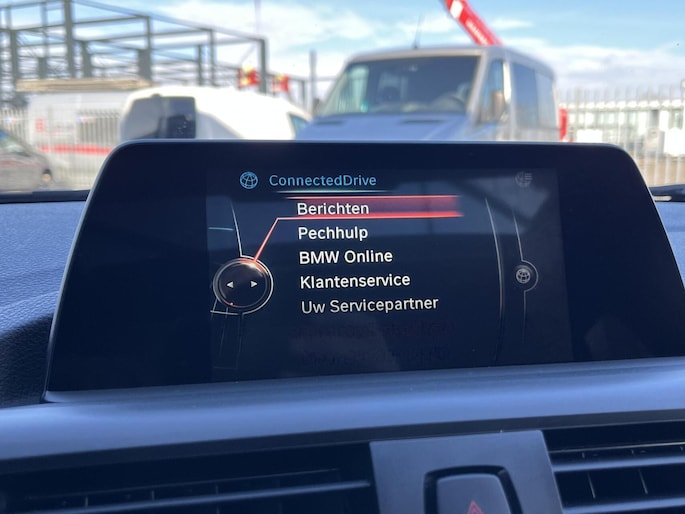 ConnectedDrive
Berichten
Pechhulp
BMW Online
Klantenservice
Uw Servicepartner